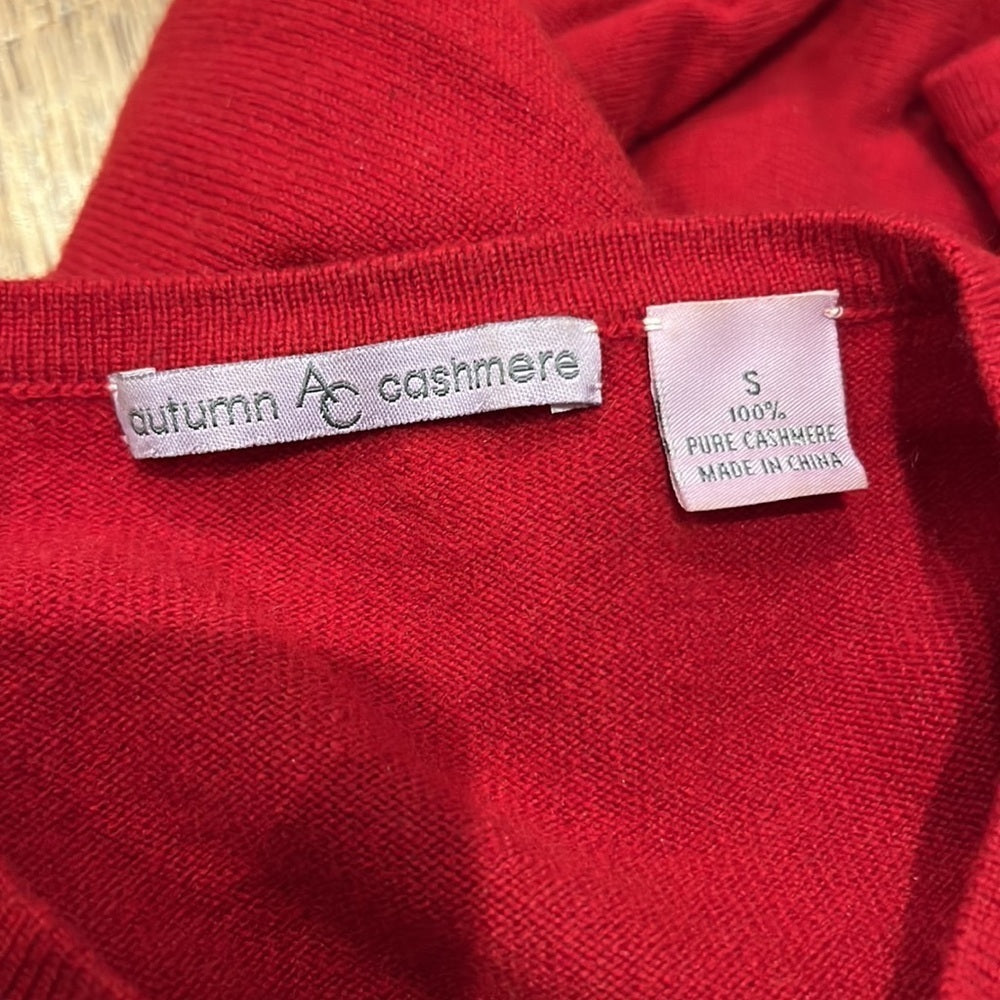 autumn AC cashmere
S
100%
PURE CASHMERE
MADE IN CHINA